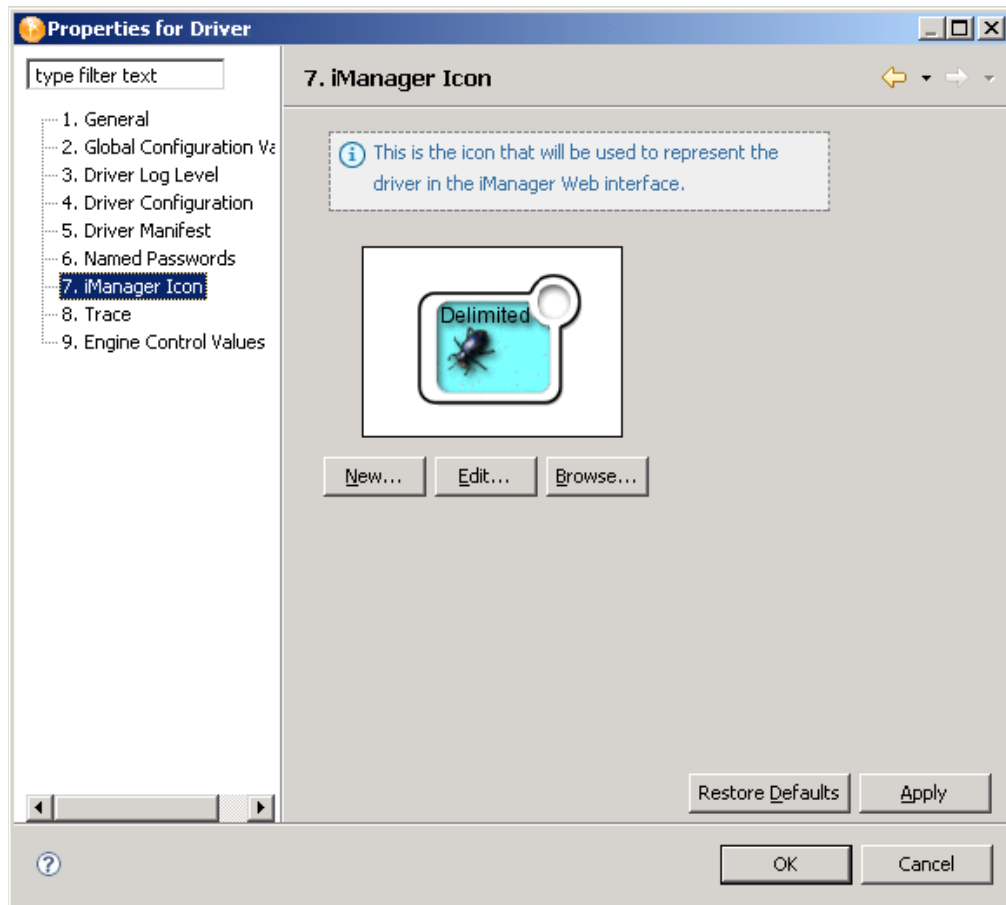 Properties for Driver
type filter text
7. iManager Icon
1. General
2. Global Configuration Va
3. Driver Log Level
4. Driver Configuration
5. Driver Manifest
6. Named Passwords
7. iManager Icon
8. Trace
9. Engine Control Values
This is the icon that will be used to represent the
driver in the iManager Web interface.
Delimited
New... Edit... Browse...
Restore Defaults Apply
OK Cancel